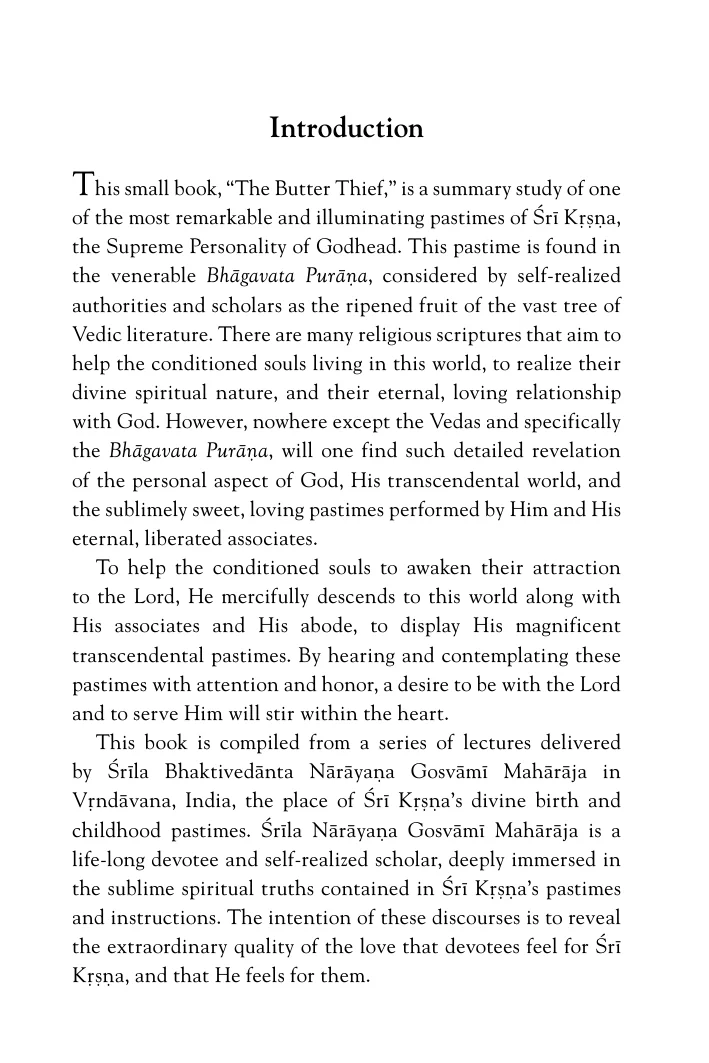 Introduction
This small book, “The Butter Thief,” is a summary study of one
of the most remarkable and illuminating pastimes of Śrī Kṛṣṇa,
the Supreme Personality of Godhead. This pastime is found in
the venerable Bhāgavata Purāṇa, considered by self-realized
authorities and scholars as the ripened fruit of the vast tree of
Vedic literature. There are many religious scriptures that aim to
help the conditioned souls living in this world, to realize their
divine spiritual nature, and their eternal, loving relationship
with God. However, nowhere except the Vedas and specifically
the Bhāgavata Purāṇa, will one find such detailed revelation
of the personal aspect of God, His transcendental world, and
the sublimely sweet, loving pastimes performed by Him and His
eternal, liberated associates.
To help the conditioned souls to awaken their attraction
to the Lord, He mercifully descends to this world along with
His associates and His abode, to display His magnificent
transcendental pastimes. By hearing and contemplating these
pastimes with attention and honor, a desire to be with the Lord
and to serve Him will stir within the heart.
This book is compiled from a series of lectures delivered
by Śrīla Bhaktivedānta Nārāyaṇa Gosvāmī Mahārāja in
Vṛndāvana, India, the place of Śrī Kṛṣṇa’s divine birth and
childhood pastimes. Śrīla Nārāyaṇa Gosvāmī Mahārāja is a
life-long devotee and self-realized scholar, deeply immersed in
the sublime spiritual truths contained in Śrī Kṛṣṇa’s pastimes
and instructions. The intention of these discourses is to reveal
the extraordinary quality of the love that devotees feel for Śrī
Kṛṣṇa, and that He feels for them.